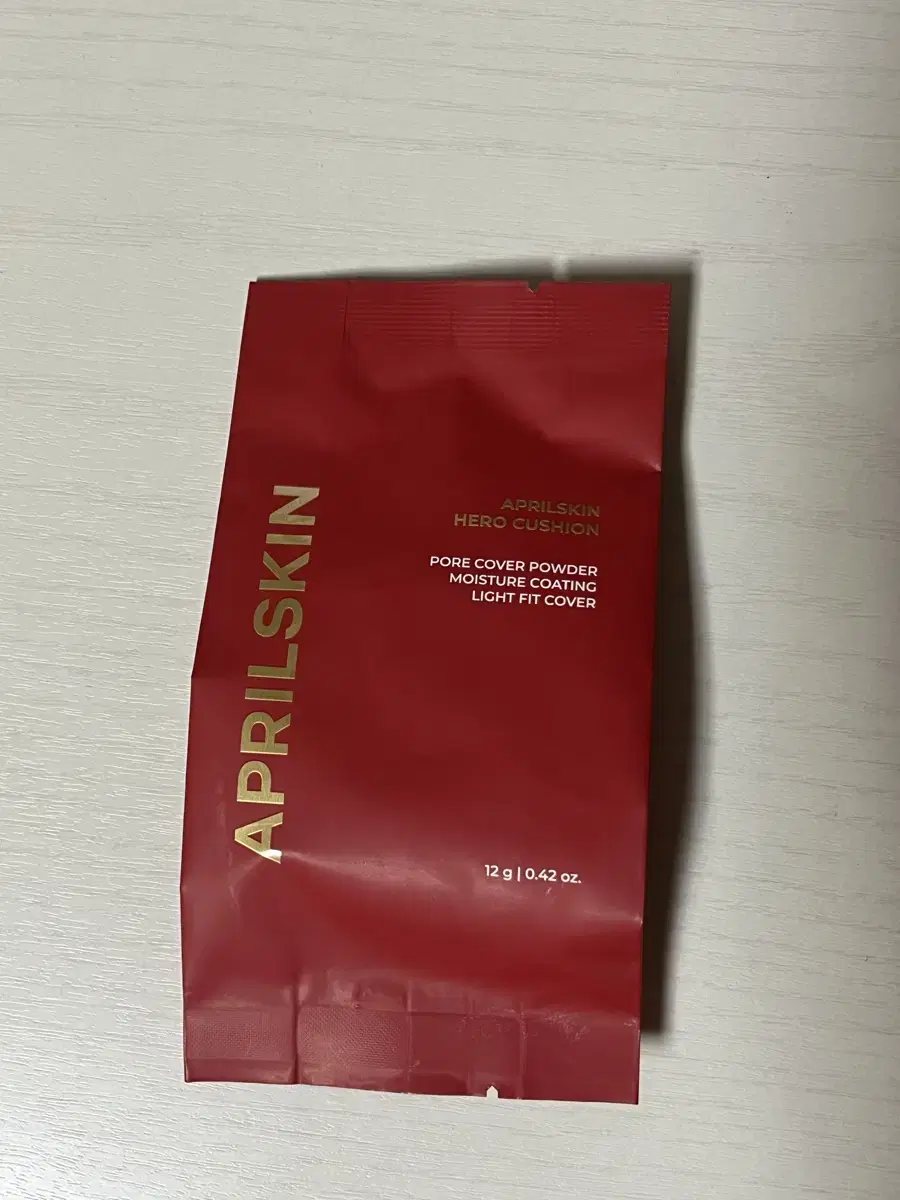 APRILSKIN
APRILSKIN
HERO CUSHION
PORE COVER POWDER
MOISTURE COATING
LIGHT FIT COVER
12 g | 0.42 oz.